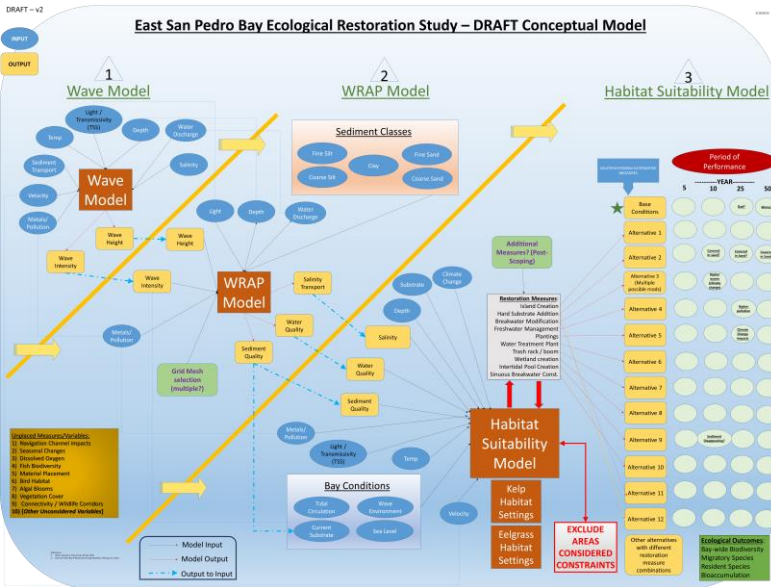 DRAFT – v2
East San Pedro Bay Ecological Restoration Study – DRAFT Conceptual Model
INPUT
OUTPUT
1
Wave Model
2
WRAP Model
3
Habitat Suitability Model
Light /
Transmissivity
(TSS)
Temp
Depth
Water
Discharge
Sediment
Transport
Salinity
Velocity
Metals/
Pollution
Wave
Model
Wave
Height
Wave
Intensity
Wave
Height
Wave
Intensity
Sediment Classes
Fine Silt
Fine Sand
Clay
Coarse Silt
Coarse Sand
Light
Depth
Water
Discharge
WRAP
Model
Metals/
Pollution
Grid Mesh
selection
(multiple?)
Salinity
Transport
Water
Quality
Sediment
Quality
Salinity
Water
Quality
Sediment
Quality
Substrate
Climate
Change
Depth
Additional
Measures? (Post-
Scoping)
Restoration Measures
Island Creation
Hard Substrate Addition
Breakwater Modification
Freshwater Management
Plantings
Water Treatment Plant
Trash rack / boom
Wetland creation
Intertidal Pool Creation
Sinuous Breakwater Const.
Metals/
Pollution
Light /
Transmissivity
(TSS)
Temp
Velocity
Bay Conditions
Tidal
Circulation
Wave
Environment
Current
Substrate
Sea Level
Habitat
Suitability
Model
Kelp
Habitat
Settings
Eelgrass
Habitat
Settings
EXCLUDE
AREAS
CONSIDERED
CONSTRAINTS
Unplaced Measures/Variables:
1) Navigation Channel Impacts
2) Seasonal Changes
3) Dissolved Oxygen
4) Fish Biodiversity
5) Material Placement
6) Bird Habitat
7) Algal Blooms
8) Vegetation Cover
9) Connectivity / Wildlife Corridors
10) (Other Unconsidered Variables)
Model Input
Model Output
Output to Input
Period of
Performance
YEAR
5 10 25 50
Base
Conditions
Alternative 1
Alternative 2
Alternative 3
(Multiple
possible mods)
Alternative 4
Alternative 5
Alternative 6
Alternative 7
Alternative 8
Alternative 9
Alternative 10
Alternative 11
Alternative 12
Other alternatives
with different
restoration
measure
combinations
Ecological Outcomes:
Bay-wide Biodiversity
Migratory Species
Resident Species
Bioaccumulation